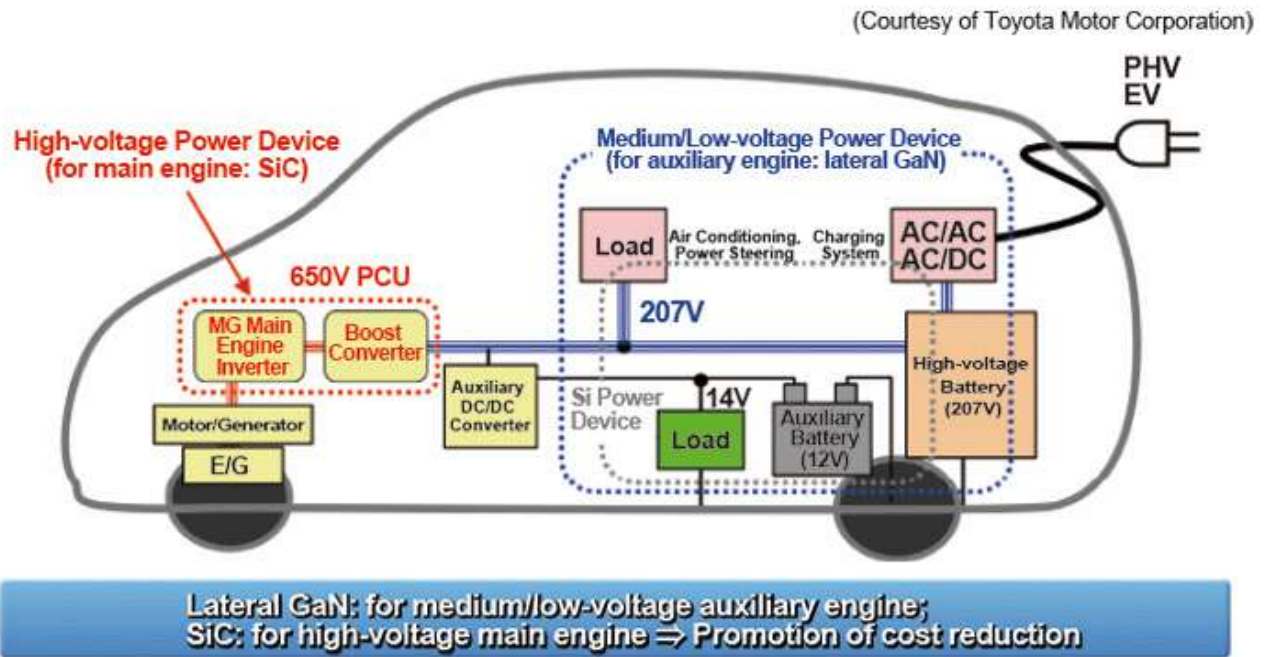 (Courtesy of Toyota Motor Corporation)
PHV
EV
High-voltage Power Device
(for main engine: SiC)
Medium/Low-voltage Power Device
(for auxiliary engine: lateral GaN)
Load
Air Conditioning,
Power Steering
Charging
System
AC/AC
AC/DC
650V PCU
207V
MG Main
Engine
Inverter
Boost
Converter
High-voltage
Battery
(207V)
Auxiliary
DC/DC
Converter
Si Power
Device
14V
Load
Auxiliary
Battery
(12V)
Motor/Generator
E/G
Lateral GaN: for medium/low-voltage auxiliary engine;
SiC: for high-voltage main engine ⇒ Promotion of cost reduction